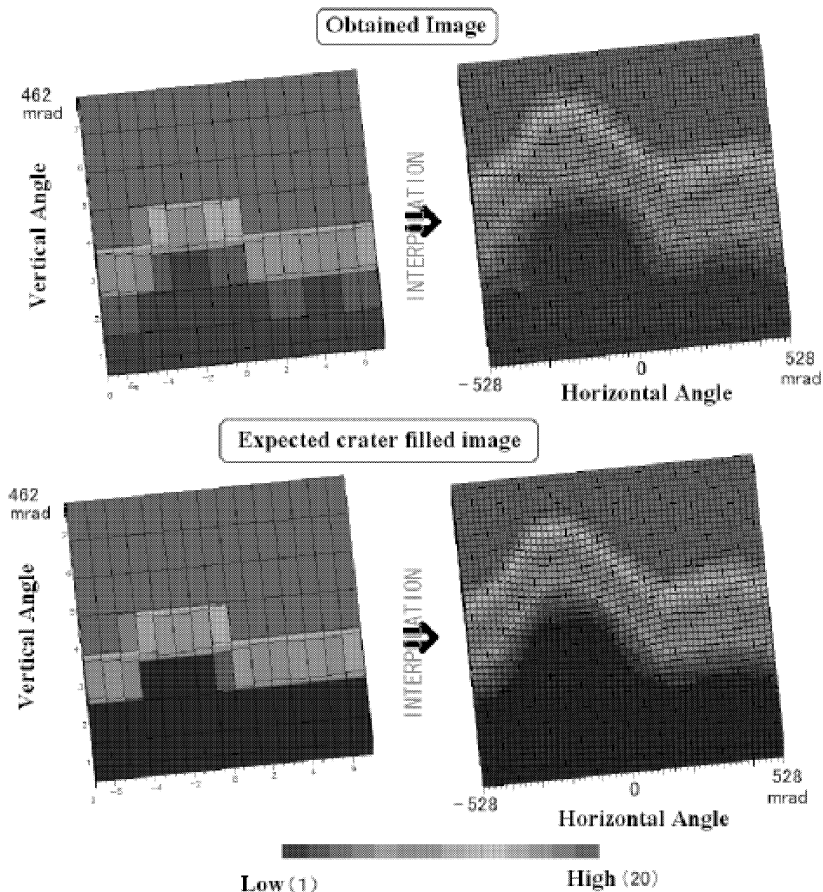 Obtained Image
462
mrad
Vertical Angle
INTERPOLATION
-528
0
528
mrad
Horizontal Angle
Expected crater filled image
462
mrad
Vertical Angle
INTERPOLATION
-528
0
528
mrad
Horizontal Angle
Low (1)
High (20)